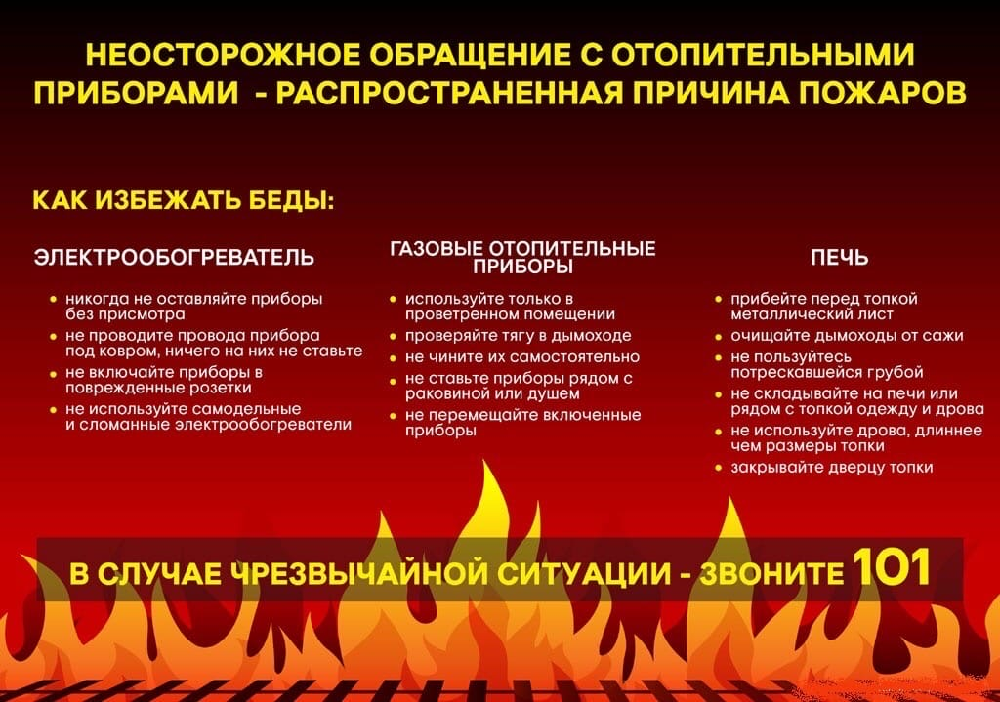 НЕОСТОРОЖНОЕ ОБРАЩЕНИЕ С ОТОПИТЕЛЬНЫМИ
ПРИБОРАМИ - РАСПРОСТРАНЕННАЯ ПРИЧИНА ПОЖАРОВ
КАК ИЗБЕЖАТЬ БЕДЫ:
ЭЛЕКТРООБОГРЕВАТЕЛЬ
• никогда не оставляйте приборы
без присмотра
• не проводите провода прибора
под ковром, ничего на них не ставьте
• не включайте приборы в
поврежденные розетки
• не используйте самодельные
и сломанные электрообогреватели
ГАЗОВЫЕ ОТОПИТЕЛЬНЫЕ
ПРИБОРЫ
• используйте только в
проветренном помещении
• проверяйте тягу в дымоходе
• не чините их самостоятельно
• не ставьте приборы рядом с
раковиной или душем
• не перемещайте включенные
приборы
ПЕЧЬ
• прибейте перед топкой
металлический лист
• очищайте дымоходы от сажи
• не пользуйтесь
потрескавшейся грубой
• не складывайте на печи или
рядом с топкой одежду и дрова
• не используйте дрова, длиннее
чем размеры топки
• закрывайте дверцу топки
В СЛУЧАЕ ЧРЕЗВЫЧАЙНОЙ СИТУАЦИИ - ЗВОНИТЕ 101